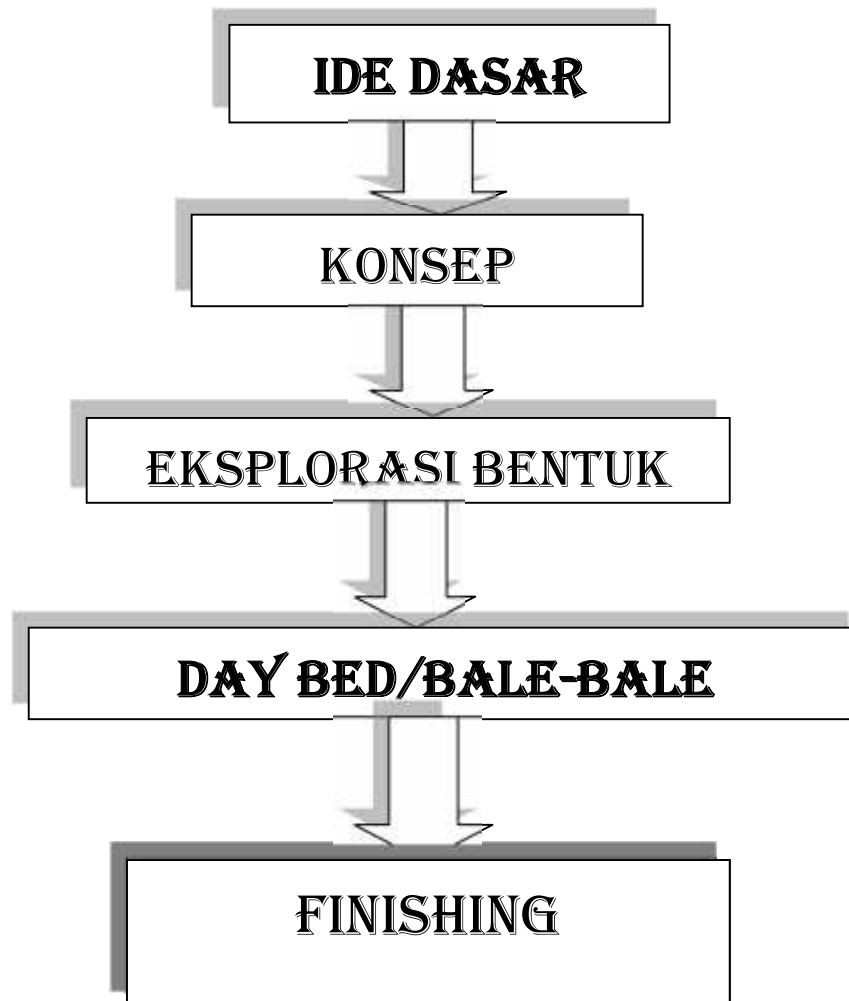 IDE DASAR
KONSEP
EKSPLORASI BENTUK
DAY BED/BALE-BALE
FINISHING